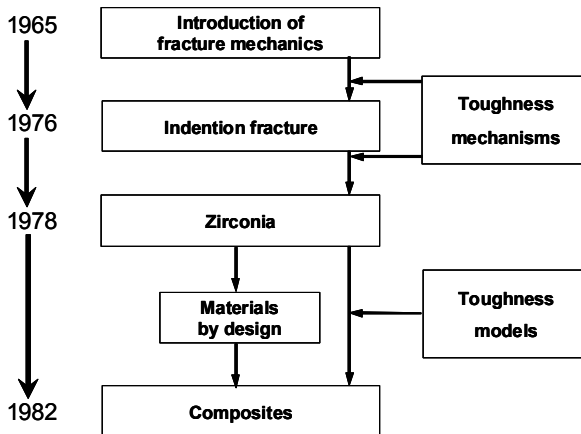 1965
Introduction of
fracture mechanics
Toughness
mechanisms
1976
Indention fracture
1978
Zirconia
Materials
by design
Toughness
models
1982
Composites